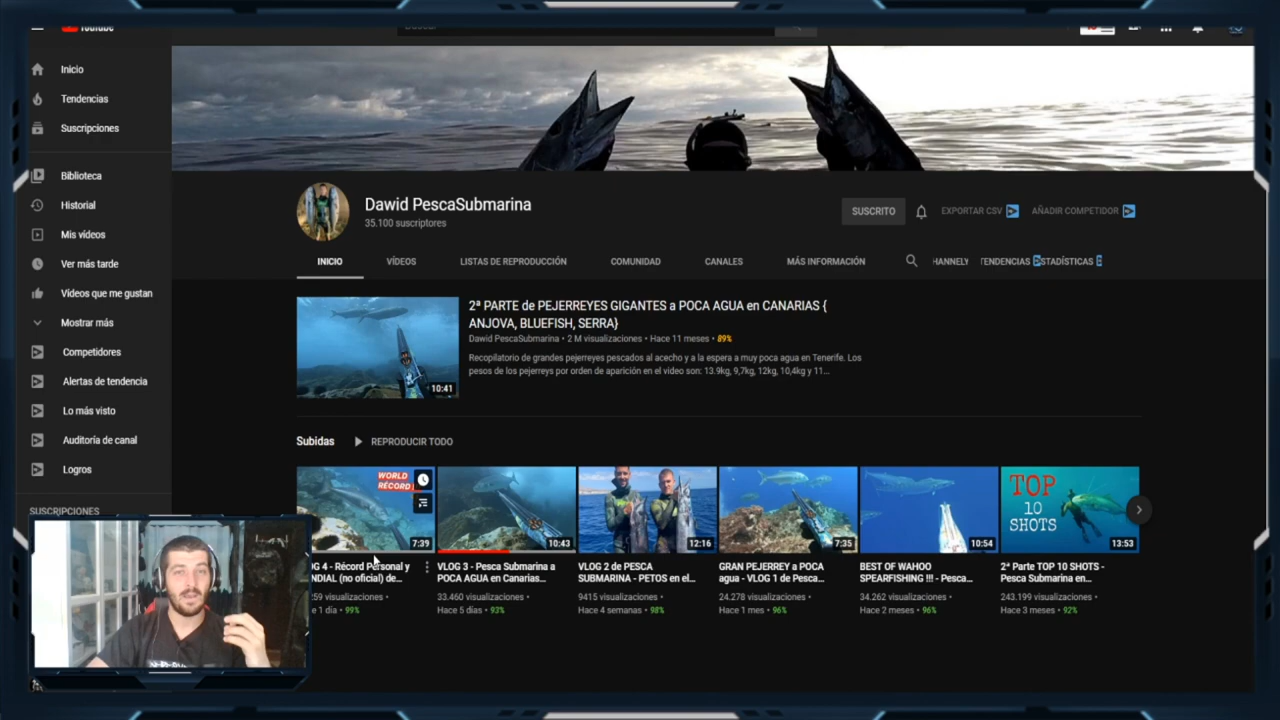 YouTube
Buscar
Inicio
Tendencias
Suscripciones
Biblioteca
Historial
Mis vídeos
Ver más tarde
Vídeos que me gustan
Mostrar más
Competidores
Alertas de tendencia
Lo más visto
Auditoría de canal
Logros
SUSCRIPCIONES
Dawid PescaSubmarina
35.100 suscriptores
SUSCRITO
EXPORTAR CSV
AÑADIR COMPETIDOR
INICIO
VÍDEOS
LISTAS DE REPRODUCCIÓN
COMUNIDAD
CANALES
MÁS INFORMACIÓN
HANNELY
TENDENCIAS
STADÍSTICAS
10:41
2ª PARTE de PEJERREYES GIGANTES a POCA AGUA en CANARIAS {
ANJOVA, BLUEFISH, SERRA}
Dawid PescaSubmarina • 2 M visualizaciones • Hace 11 meses • 89%
Recopilatorio de grandes pejerreyes pescados al acecho y a la espera a muy poca agua en Tenerife. Los
pesos de los pejerreys por orden de aparición en el video son: 13.9kg, 9,7kg, 12kg, 10,4kg y 11...
Subidas
REPRODUCIR TODO
WORLD
RECORD
7:39
OG 4 - Récord Personal y
NDIAL (no oficial) de...
259 visualizaciones •
e 1 día • 99%
10:43
VLOG 3 - Pesca Submarina a
POCA AGUA en Canarias...
33.460 visualizaciones •
Hace 5 días • 93%
12:16
VLOG 2 de PESCA
SUBMARINA - PETOS en el...
9415 visualizaciones •
Hace 4 semanas • 98%
7:35
GRAN PEJERREY a POCA
agua - VLOG 1 de Pesca...
24.278 visualizaciones •
Hace 1 mes • 96%
10:54
BEST OF WAHOO
SPEARFISHING !!! - Pesca...
34.262 visualizaciones •
Hace 2 meses • 96%
TOP
10
SHOTS
13:53
2ª Parte TOP 10 SHOTS -
Pesca Submarina en...
243.199 visualizaciones •
Hace 3 meses • 92%